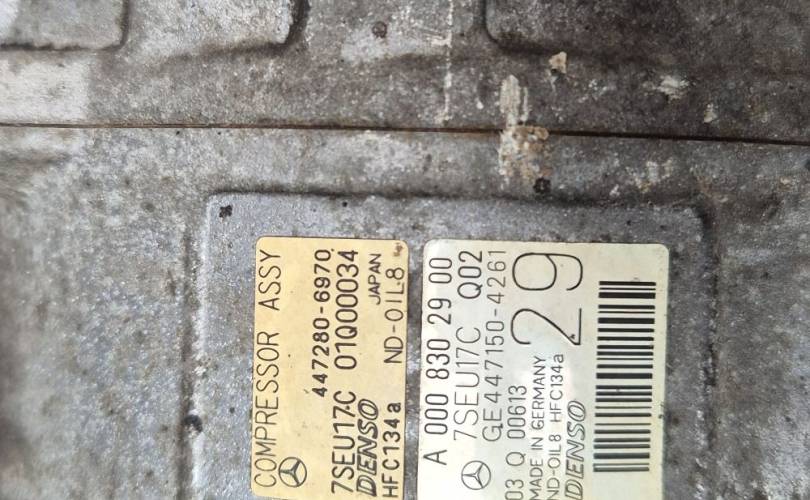 COMPRESSOR ASSY
447280-6970
7SEU17C 01Q00034
DENSO JAPAN
HFC134a ND-OIL8
A 000 830 29 00
7SEU17C Q02
GE447150-4261
03 Q 00613
MADE IN GERMANY
ND-OIL8 HFC134a
29
DENSO